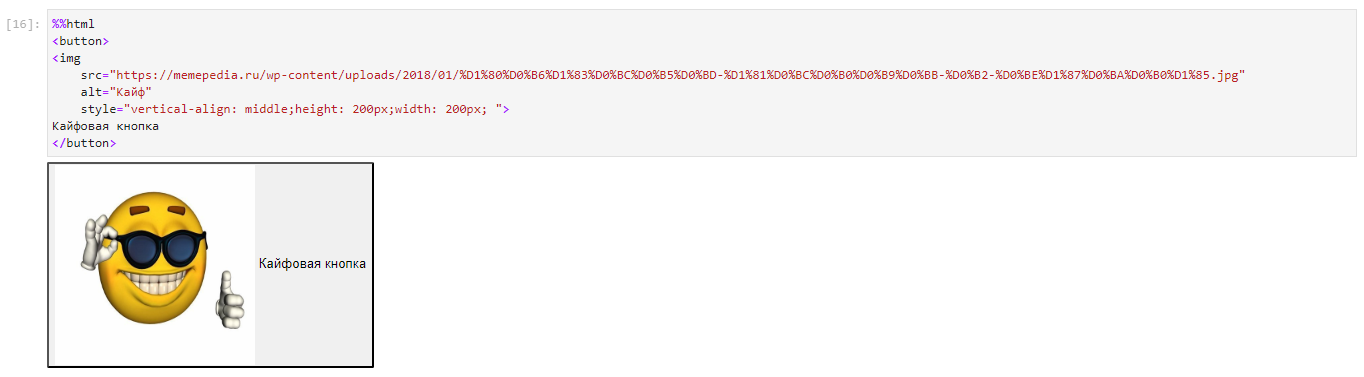 [16]:
%%html
<button>
<img
src="https://memepedia.ru/wp-content/uploads/2018/01/%D1%80%D0%B6%D1%83%D0%BC%D0%B5%D0%BD-%D1%81%D0%BC%D0%B0%D0%B9%D0%BB-%D0%B2-%D0%BE%D1%87%D0%BA%D0%B0%D1%85.jpg"
alt="Кайф"
style="vertical-align: middle;height: 200px;width: 200px; ">
Кайфовая кнопка
</button>
Кайфовая кнопка